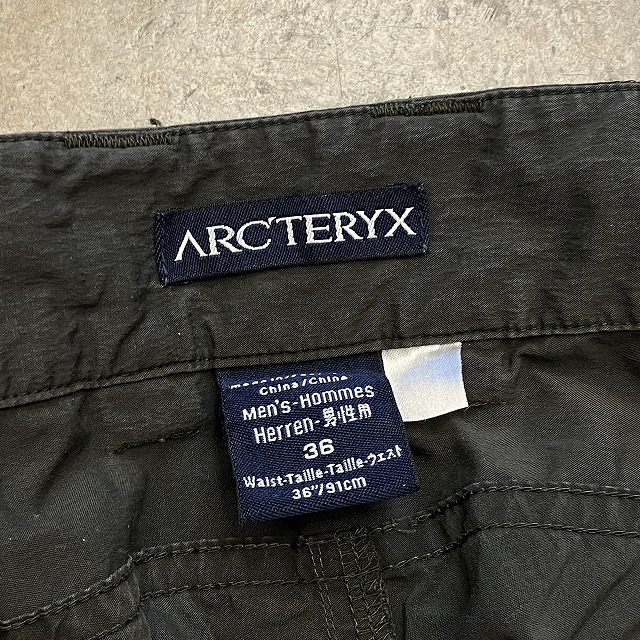 ARC'TERYX
China/China
Men's-Hommes
Herren-男性用
36
Waist-Taille-Taille-ウエスト
36"/91cm